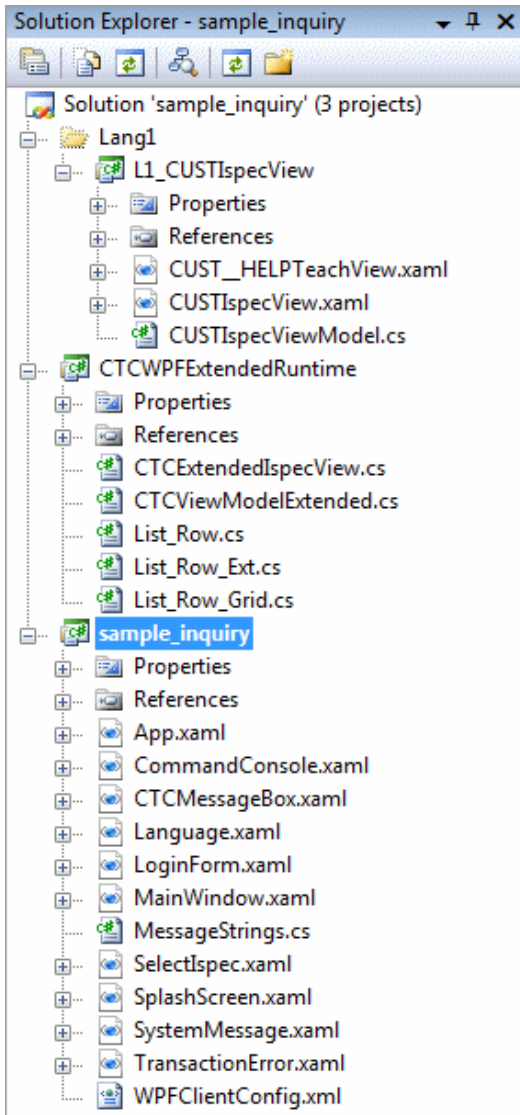 Solution Explorer - sample_inquiry
Solution 'sample_inquiry' (3 projects)
Lang1
L1_CUSTIspecView
Properties
References
CUST__HELPTeachView.xaml
CUSTIspecView.xaml
CUSTIspecViewModel.cs
CTCWPFExtendedRuntime
Properties
References
CTCExtendedIspecView.cs
CTCViewModelExtended.cs
List_Row.cs
List_Row_Ext.cs
List_Row_Grid.cs
sample_inquiry
Properties
References
App.xaml
CommandConsole.xaml
CTCMessageBox.xaml
Language.xaml
LoginForm.xaml
MainWindow.xaml
MessageStrings.cs
SelectIspec.xaml
SplashScreen.xaml
SystemMessage.xaml
TransactionError.xaml
WPFClientConfig.xml